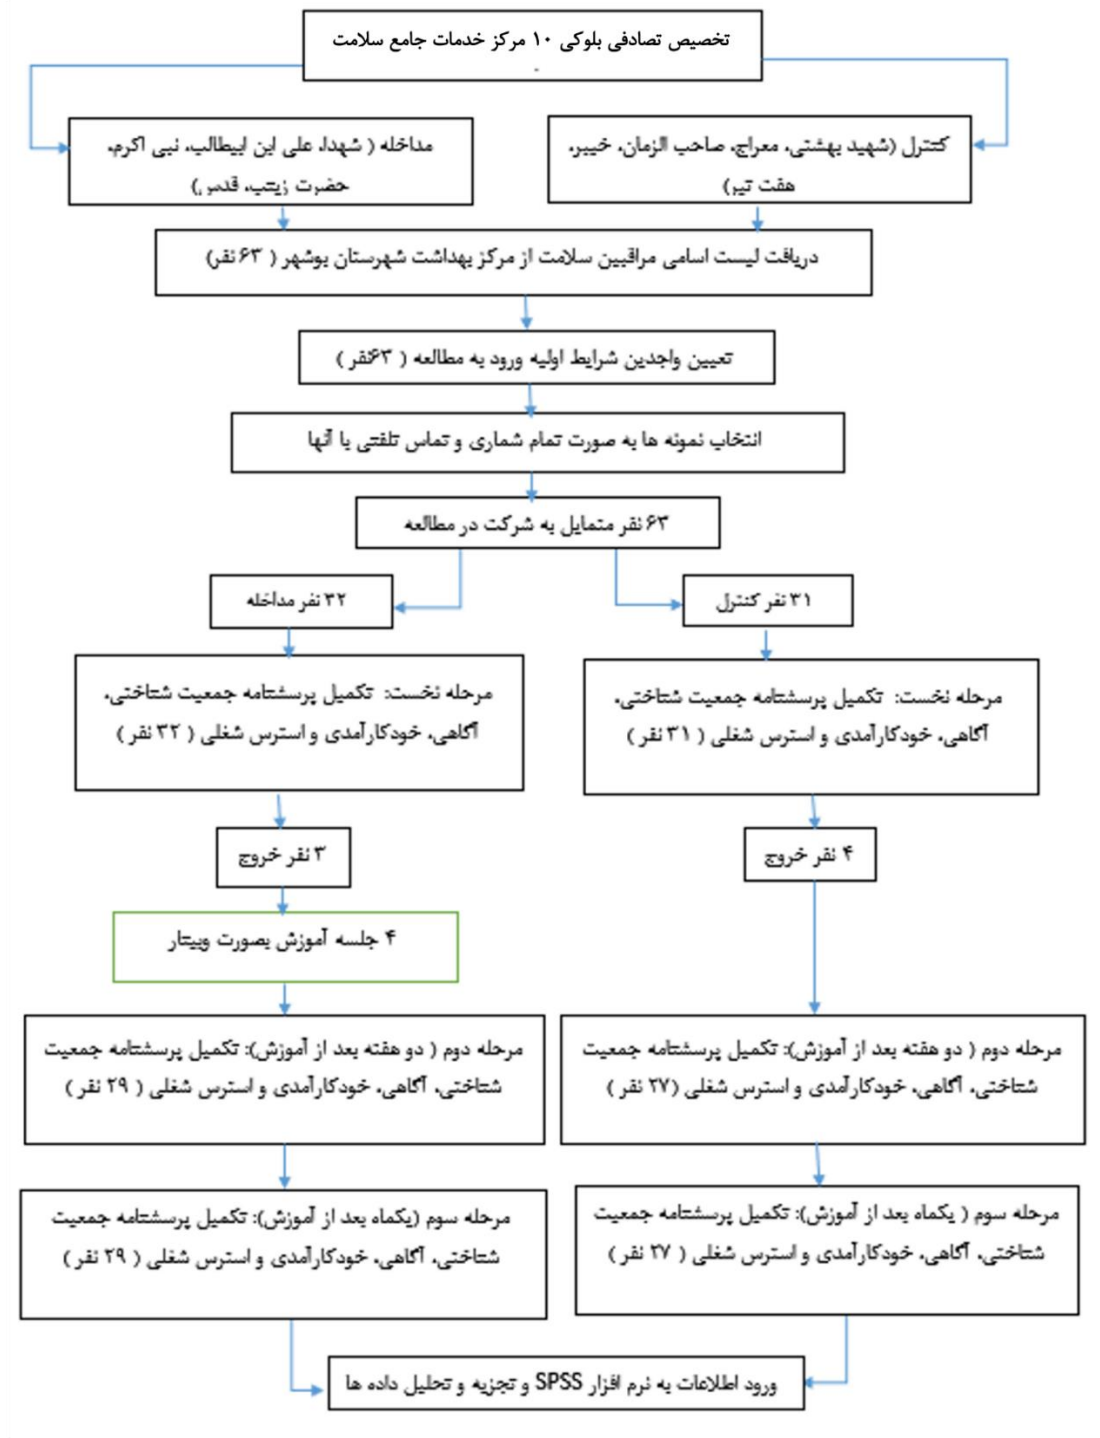 تخصیص تصادفی بلوکی ۱۰ مرکز خدمات جامع سلامت
کنترل (شهید بهشتی، معراج، صاحب الزمان، خیبر،
هفت تیر)
مداخله ( شهدا، علی ابن ابیطالب، نبی اکرم،
حضرت زینب، قدس)
دریافت لیست اسامی مراقبین سلامت از مرکز بهداشت شهرستان بوشهر ( ۶۳ نفر)
تعیین واجدین شرایط اولیه ورود به مطالعه ( ۶۳نفر )
انتخاب نمونه ها به صورت تمام شماری و تماس تلفنی با آنها
۶۳ نفر متمایل به شرکت در مطالعه
۳۱ نفر کنترل
۳۲ نفر مداخله
مرحله نخست: تکمیل پرسشنامه جمعیت شناختی،
آگاهی، خودکارآمدی و استرس شغلی ( ۳۱ نفر )
مرحله نخست: تکمیل پرسشنامه جمعیت شناختی،
آگاهی، خودکارآمدی و استرس شغلی ( ۳۲ نفر )
۴ نفر خروج
۳ نفر خروج
۴ جلسه آموزش بصورت وبینار
مرحله دوم ( دو هفته بعد از آموزش): تکمیل پرسشنامه جمعیت
شناختی، آگاهی، خودکارآمدی و استرس شغلی (۲۷ نفر )
مرحله دوم ( دو هفته بعد از آموزش): تکمیل پرسشنامه جمعیت
شناختی، آگاهی، خودکارآمدی و استرس شغلی ( ۲۹ نفر )
مرحله سوم ( یکماه بعد از آموزش): تکمیل پرسشنامه جمعیت
شناختی، آگاهی، خودکارآمدی و استرس شغلی ( ۲۷ نفر )
مرحله سوم (یکماه بعد از آموزش): تکمیل پرسشنامه جمعیت
شناختی، آگاهی، خودکارآمدی و استرس شغلی ( ۲۹ نفر )
ورود اطلاعات به نرم افزار SPSS و تجزیه و تحلیل داده ها